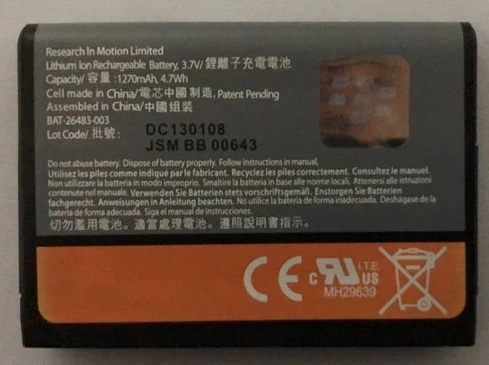 Research In Motion Limited
Lithium Ion Rechargeable Battery, 3.7V/ 鋰離子充電電池
Capacity/ 容量 :1270mAh, 4.7Wh
Cell made in China/電芯中國制造, Patent Pending
Assembled in China/中國組裝
BAT-26483-003
Lot Code/ 批號: DC130108
JSM BB 00643
Do not abuse battery. Dispose of battery properly. Follow instructions in manual.
Utilisez les piles comme indiqué par le fabricant. Recyclez les piles correctement. Consultez le manuel.
Non utilizzare la batteria in modo improprio. Smaltire la batteria in base alle norme locali. Attenersi alle istruzioni
contenute nel manuale. Verwenden Sie Batterien nur vorschriftsmäßig. Entsorgen Sie Batterien
fachgerecht. Anweisungen in Anleitung beachten. No utilice la batería de forma inadecuada. Deshágase de la
batería de forma adecuada. Siga el manual de instrucciones.
切勿濫用電池。適當處理電池。遵照說明書指示。
CE c RU US I.T.E.
MH29639